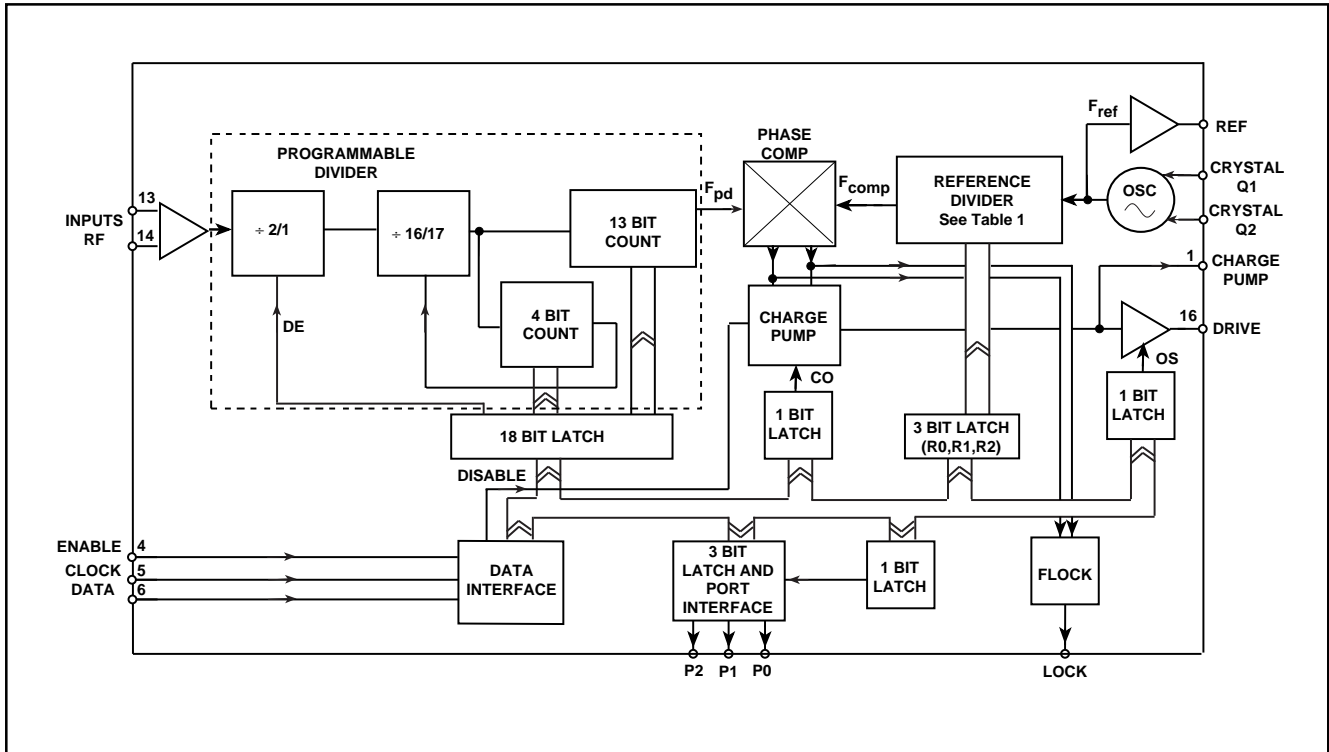 PROGRAMMABLE
DIVIDER
PHASE
COMP
Fref
REF
CRYSTAL
Q1
CRYSTAL
Q2
OSC
REFERENCE
DIVIDER
See Table 1
Fcomp
Fpd
13
INPUTS
RF
14
÷ 2/1
÷ 16/17
13 BIT
COUNT
4 BIT
COUNT
DE
CHARGE
PUMP
1
CHARGE
PUMP
16
DRIVE
OS
CO
1 BIT
LATCH
1 BIT
LATCH
3 BIT LATCH
(R0,R1,R2)
18 BIT LATCH
DISABLE
ENABLE
4
CLOCK
5
DATA
6
DATA
INTERFACE
3 BIT
LATCH AND
PORT
INTERFACE
1 BIT
LATCH
FLOCK
P2
P1
P0
LOCK